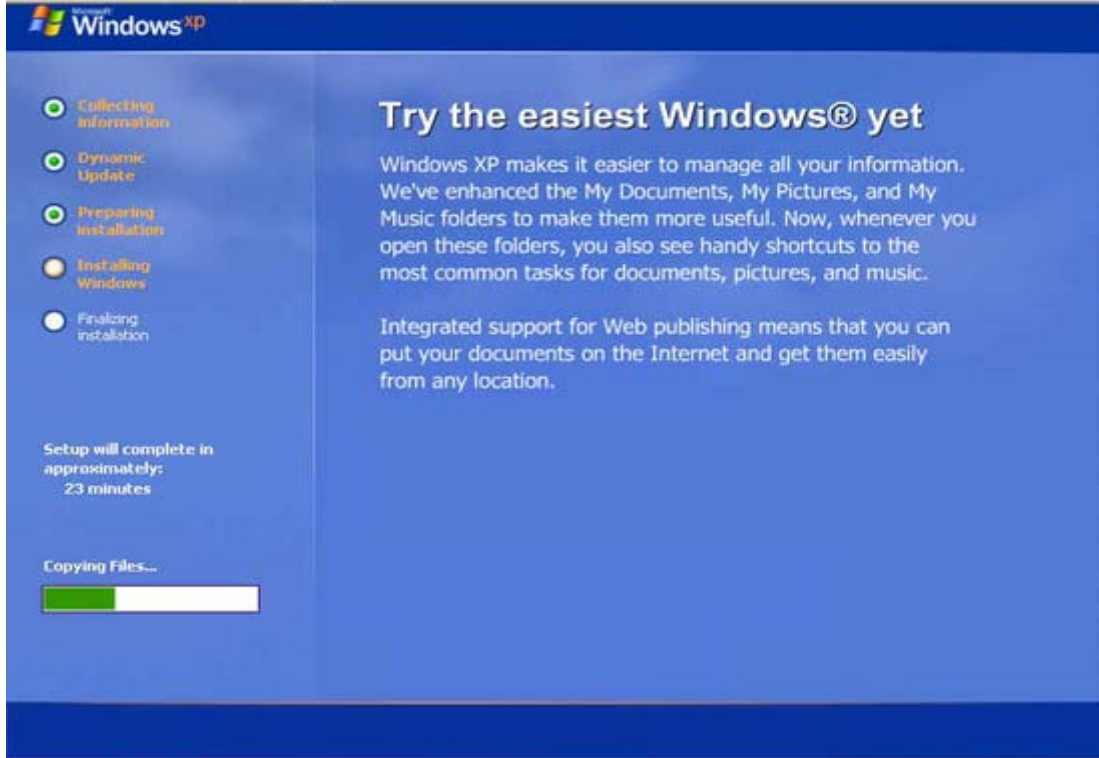 Microsoft
Windows xp
Collecting
Information
Dynamic
Update
Preparing
installation
Installing
Windows
Finalizing
installation
Setup will complete in
approximately:
23 minutes
Copying Files...
Try the easiest Windows® yet
Windows XP makes it easier to manage all your information.
We've enhanced the My Documents, My Pictures, and My
Music folders to make them more useful. Now, whenever you
open these folders, you also see handy shortcuts to the
most common tasks for documents, pictures, and music.
Integrated support for Web publishing means that you can
put your documents on the Internet and get them easily
from any location.